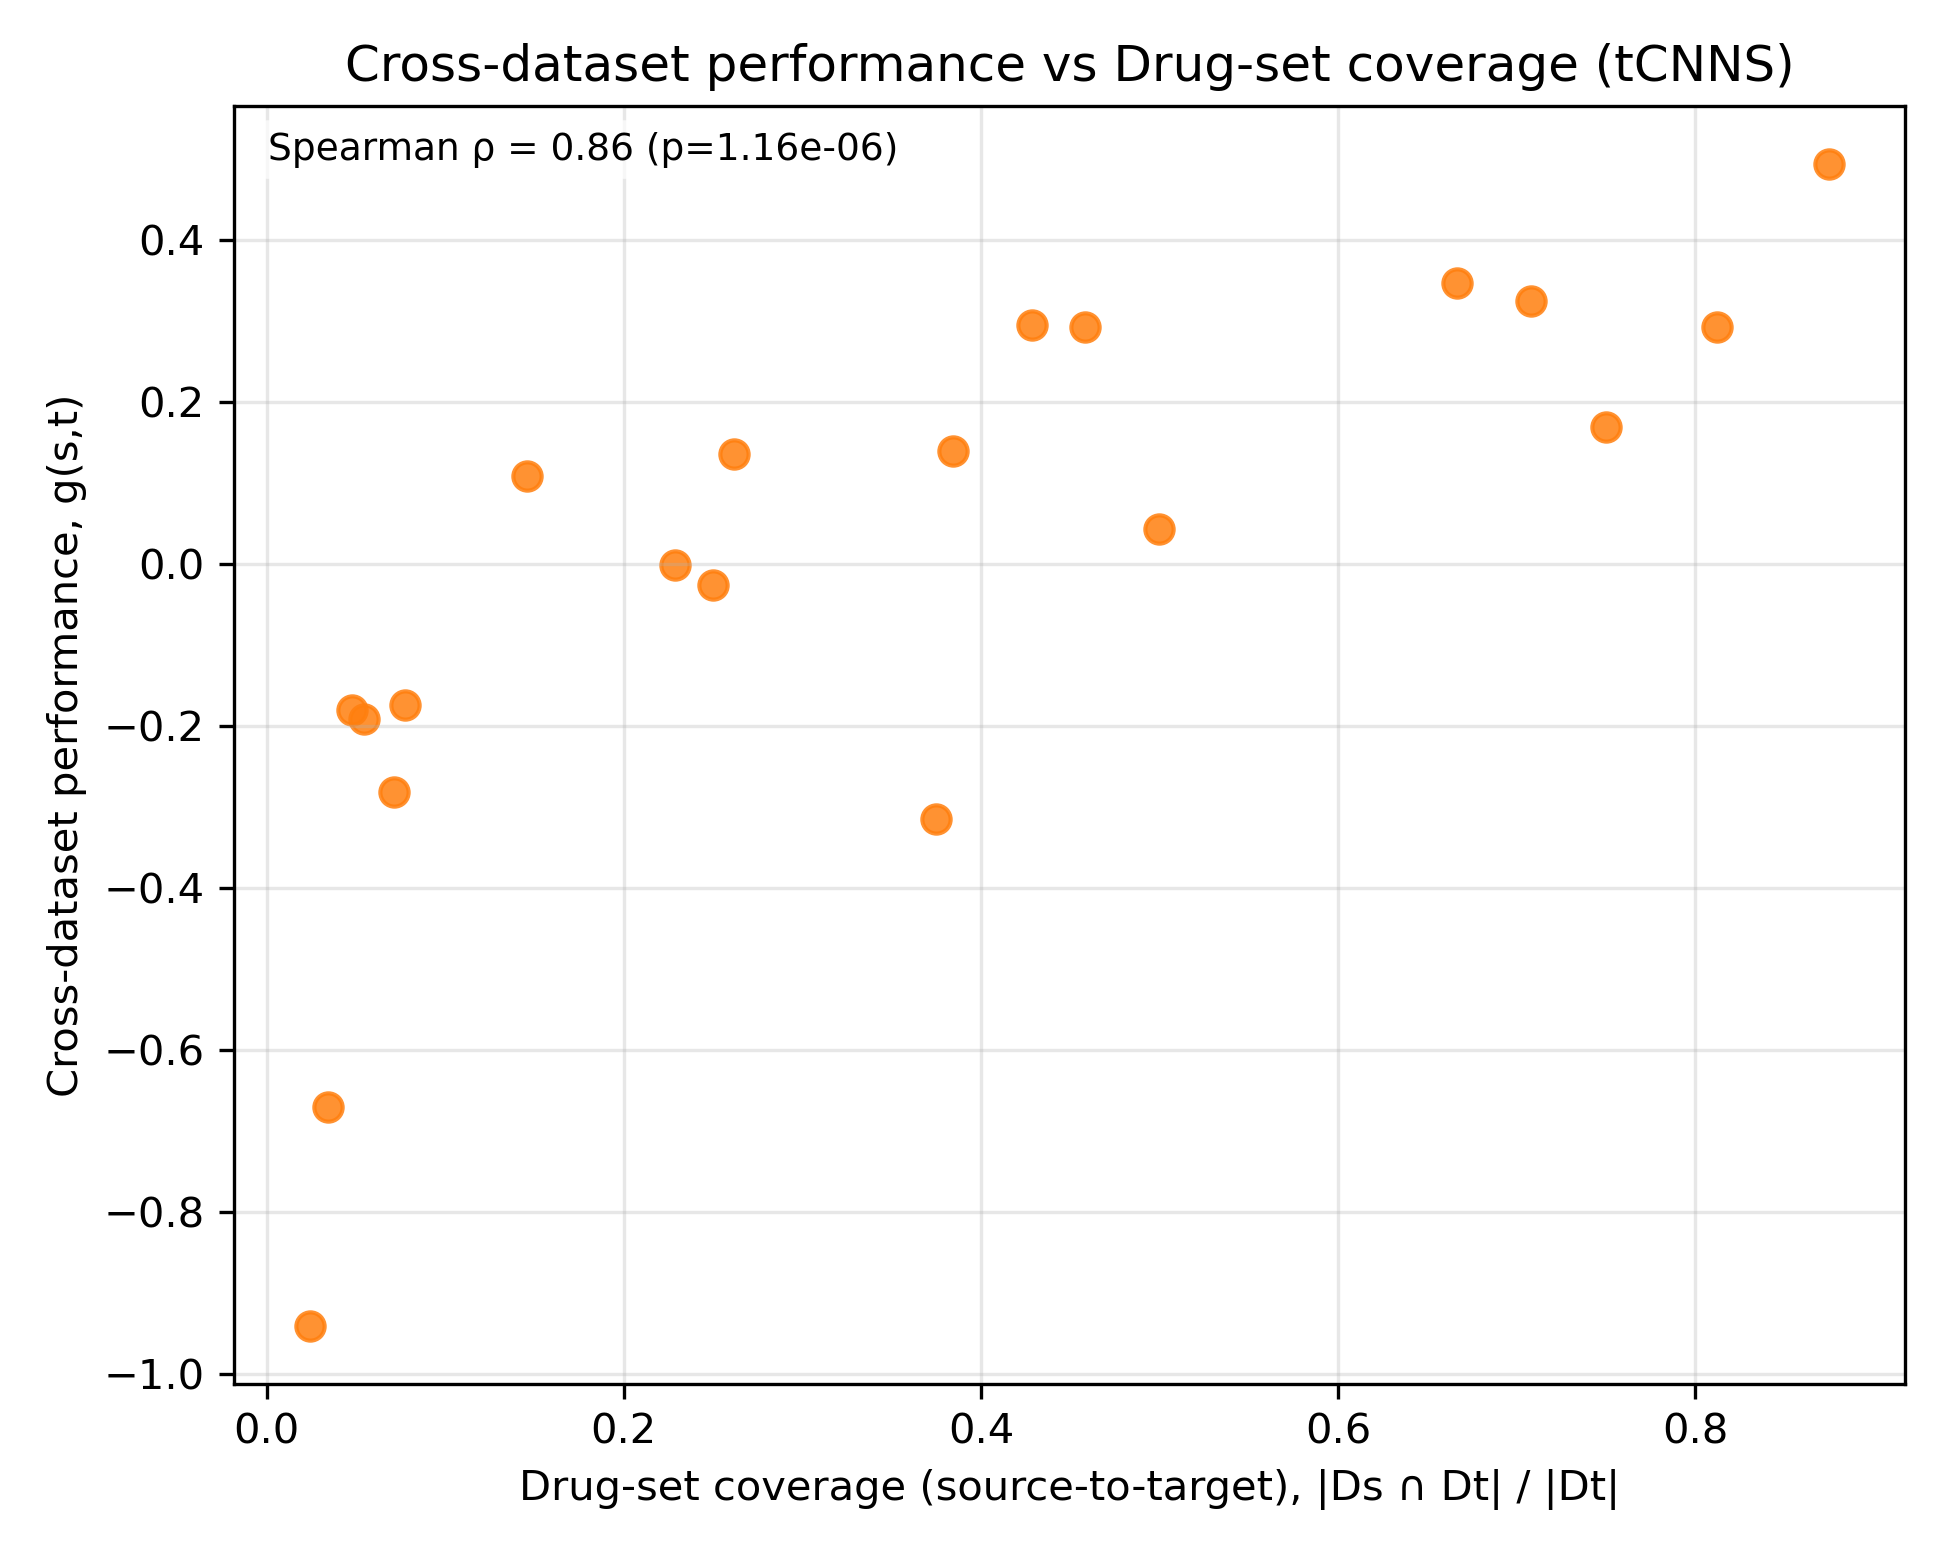 Cross-dataset performance vs Drug-set coverage (tCNNS)
Spearman ρ = 0.86 (p=1.16e-06)
Cross-dataset performance, g(s,t)
0.4
0.2
0.0
−0.2
−0.4
−0.6
−0.8
−1.0
0.0 0.2 0.4 0.6 0.8
Drug-set coverage (source-to-target), |Ds ∩ Dt| / |Dt|